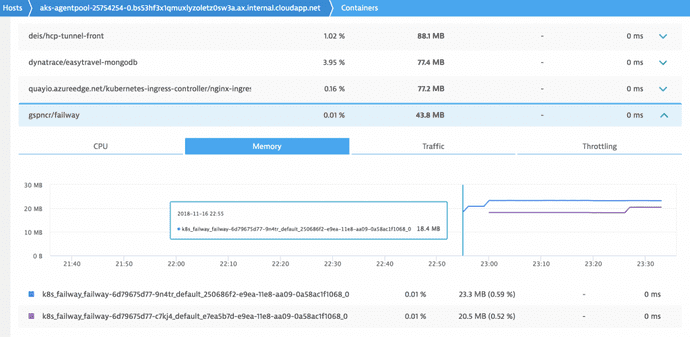 Hosts aks-agentpool-25754254-0.bs53hf3x1qmuxlyzoletz0sw3a.ax.internal.cloudapp.net Containers
deis/hcp-tunnel-front 1.02 % 88.1 MB - 0 ms
dynatrace/easytravel-mongodb 3.95 % 77.4 MB - 0 ms
quayio.azureedge.net/kubernetes-ingress-controller/nginx-ingres 0.16 % 77.2 MB - 0 ms
gspncr/failway 0.01 % 43.8 MB - 0 ms
CPU Memory Traffic Throttling
30 MB
20 MB
10 MB
0 B
2018-11-16 22:55
k8s_failway_failway-6d79675d77-9n4tr_default_250686f2-e9ea-11e8-aa09-0a58ac1f1068_0 18.4 MB
21:40 21:50 22:00 22:10 22:20 22:30 22:40 22:50 23:00 23:10 23:20 23:30
k8s_failway_failway-6d79675d77-9n4tr_default_250686f2-e9ea-11e8-aa09-0a58ac1f1068_0 0.01 % 23.3 MB (0.59 %) - 0 ms
k8s_failway_failway-6d79675d77-c7kj4_default_e7ea5b7d-e9ea-11e8-aa09-0a58ac1f1068_0 0.01 % 20.5 MB (0.52 %) - 0 ms